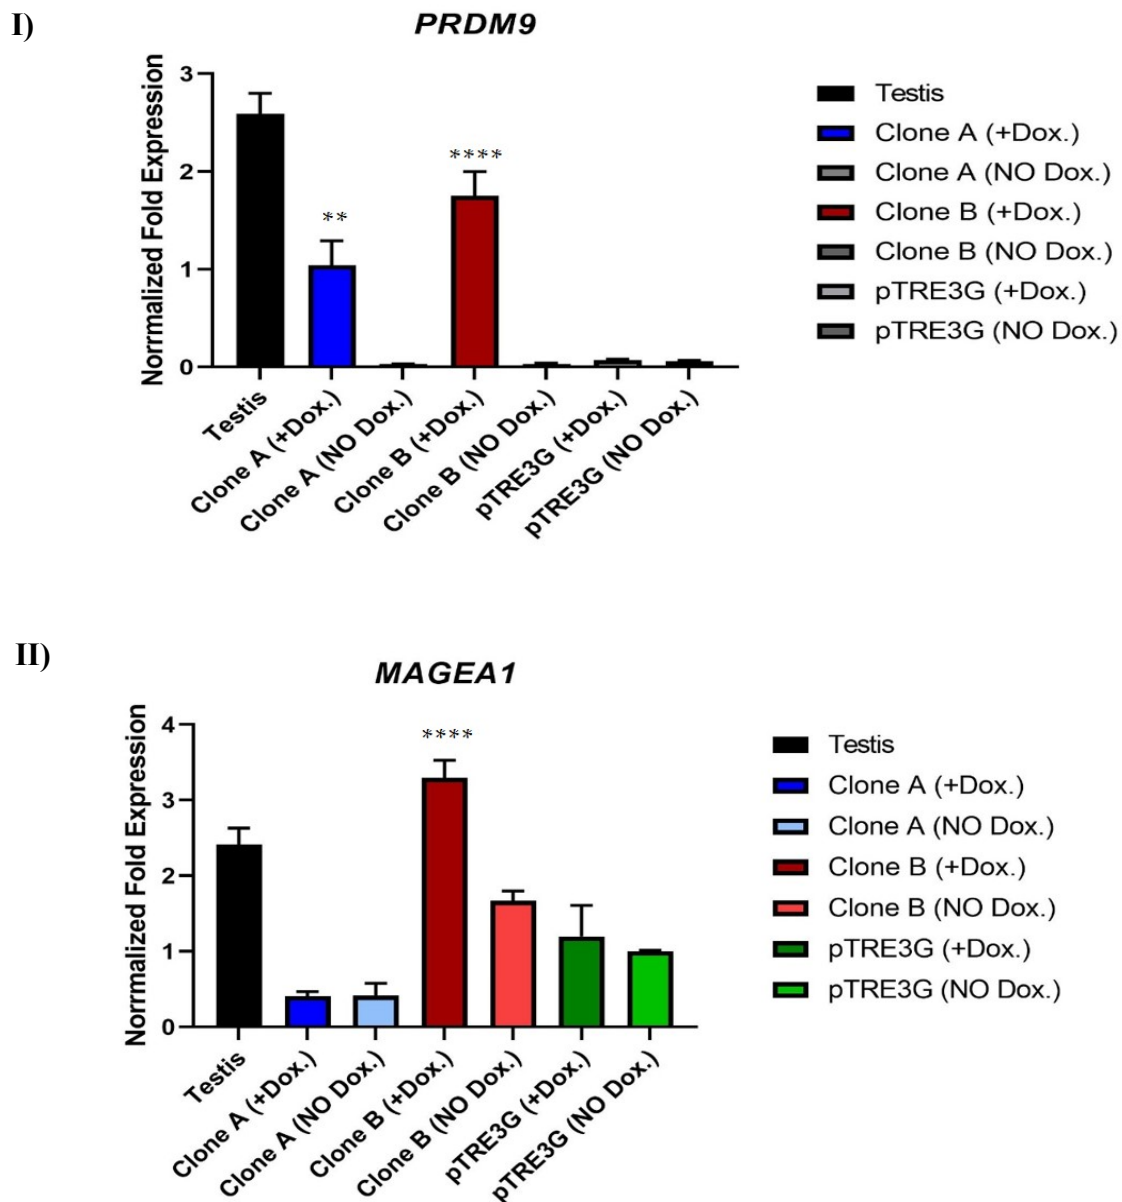 I)
PRDM9
Norrmalized Fold Expression
3
2
1
0
**
****
Testis
Clone A (+Dox.)
Clone A (NO Dox.)
Clone B (+Dox.)
Clone B (NO Dox.)
pTRE3G (+Dox.)
pTRE3G (NO Dox.)
Testis
Clone A (+Dox.)
Clone A (NO Dox.)
Clone B (+Dox.)
Clone B (NO Dox.)
pTRE3G (+Dox.)
pTRE3G (NO Dox.)
II)
MAGEA1
Norrmalized Fold Expression
4
3
2
1
0
****
Testis
Clone A (+Dox.)
Clone A (NO Dox.)
Clone B (+Dox.)
Clone B (NO Dox.)
pTRE3G (+Dox.)
pTRE3G (NO Dox.)
Testis
Clone A (+Dox.)
Clone A (NO Dox.)
Clone B (+Dox.)
Clone B (NO Dox.)
pTRE3G (+Dox.)
pTRE3G (NO Dox.)